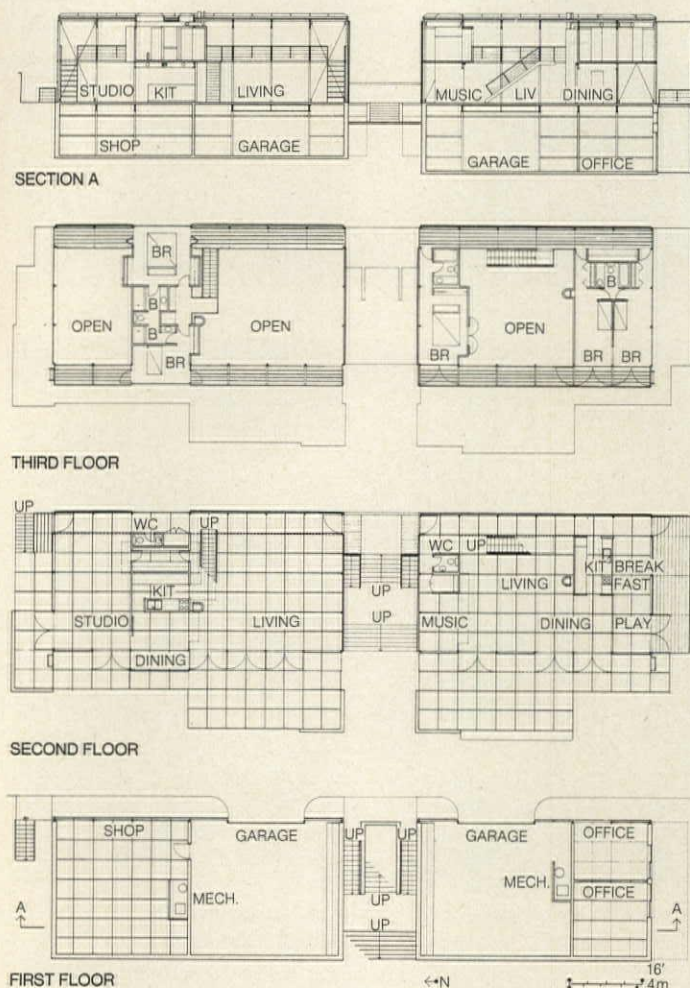 STUDIO KIT LIVING MUSIC LIV DINING
SHOP GARAGE GARAGE OFFICE
SECTION A
BR
B B
OPEN OPEN OPEN
B
BR BR BR BR
THIRD FLOOR
UP
WC UP WC UP KIT BREAK
KIT UP LIVING FAST
STUDIO LIVING UP MUSIC DINING PLAY
DINING
SECOND FLOOR
SHOP GARAGE UP UP GARAGE OFFICE
MECH. UP MECH. OFFICE
A UP A
FIRST FLOOR
←N
16'
4m